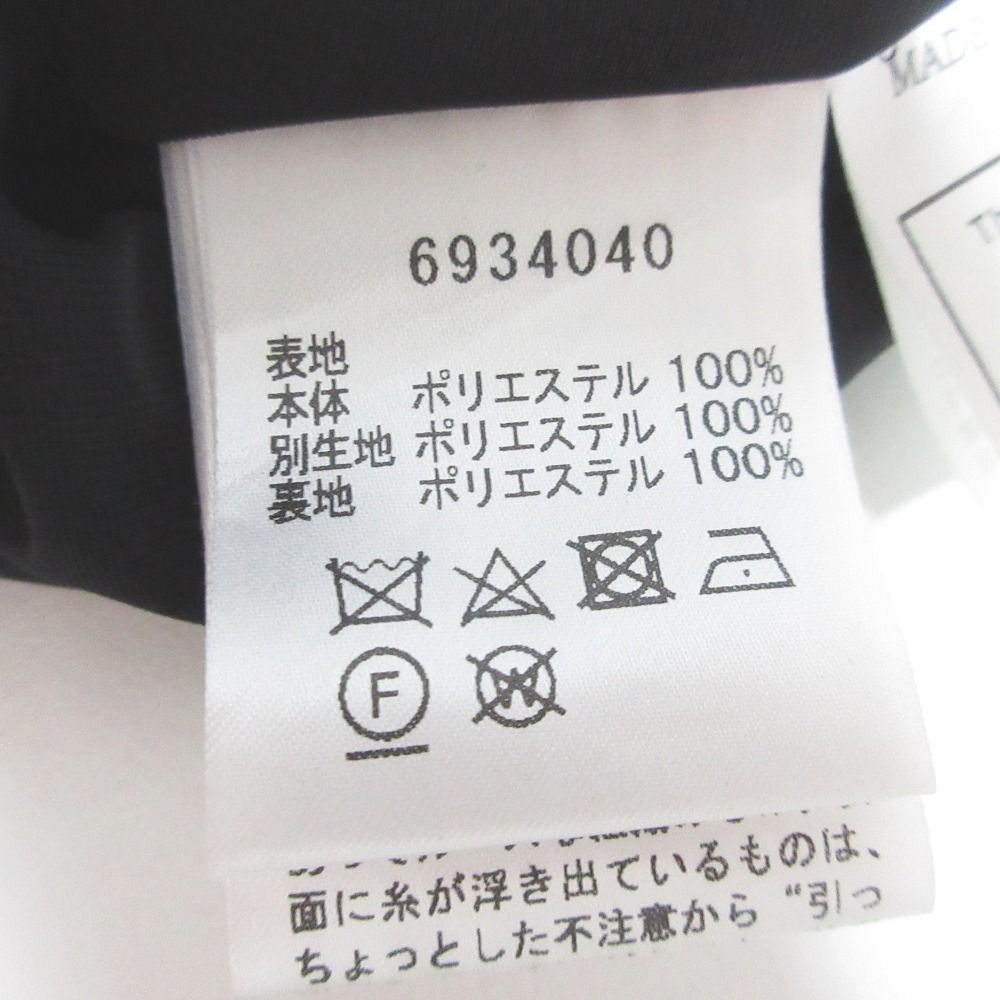 MADE
6934040
表地
本体 ポリエステル 100%
別生地 ポリエステル 100%
裏地 ポリエステル 100%
F
W
面に糸が浮き出ているものは、
ちょっとした不注意から “引っ